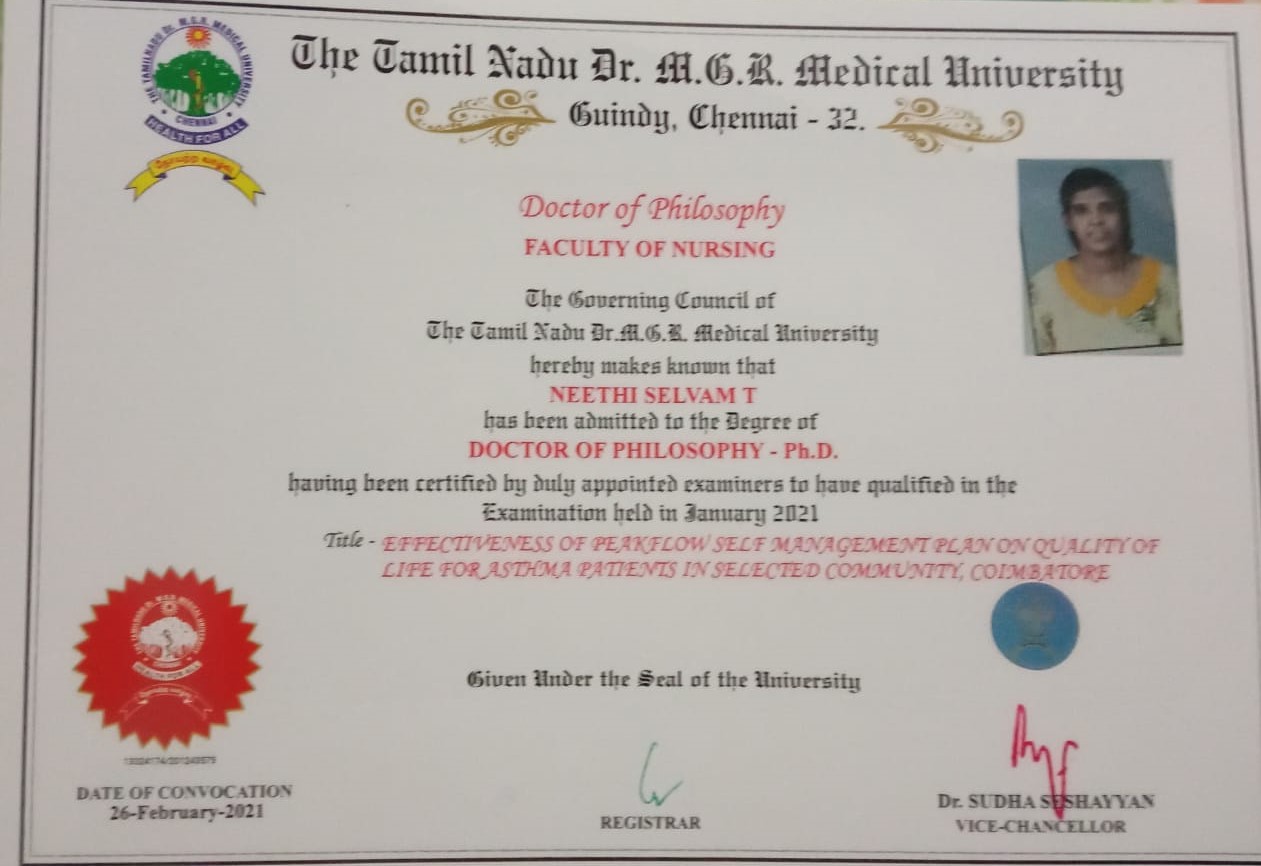 THE TAMILNADU Dr. M.G.R. MEDICAL UNIVERSITY
CHENNAI
HEALTH FOR ALL
The Tamil Nadu Dr. M.G.R. Medical University
Guindy, Chennai - 32.
Doctor of Philosophy
FACULTY OF NURSING
The Governing Council of
The Tamil Nadu Dr.M.G.R. Medical University
hereby makes known that
NEETHI SELVAM T
has been admitted to the Degree of
DOCTOR OF PHILOSOPHY - Ph.D.
having been certified by duly appointed examiners to have qualified in the
Examination held in January 2021
Title - EFFECTIVENESS OF PEAKFLOW SELF MANAGEMENT PLAN ON QUALITY OF
LIFE FOR ASTHMA PATIENTS IN SELECTED COMMUNITY, COIMBATORE
Given Under the Seal of the University
DATE OF CONVOCATION
26-February-2021
REGISTRAR
Dr. SUDHA SESHAYYAN
VICE-CHANCELLOR